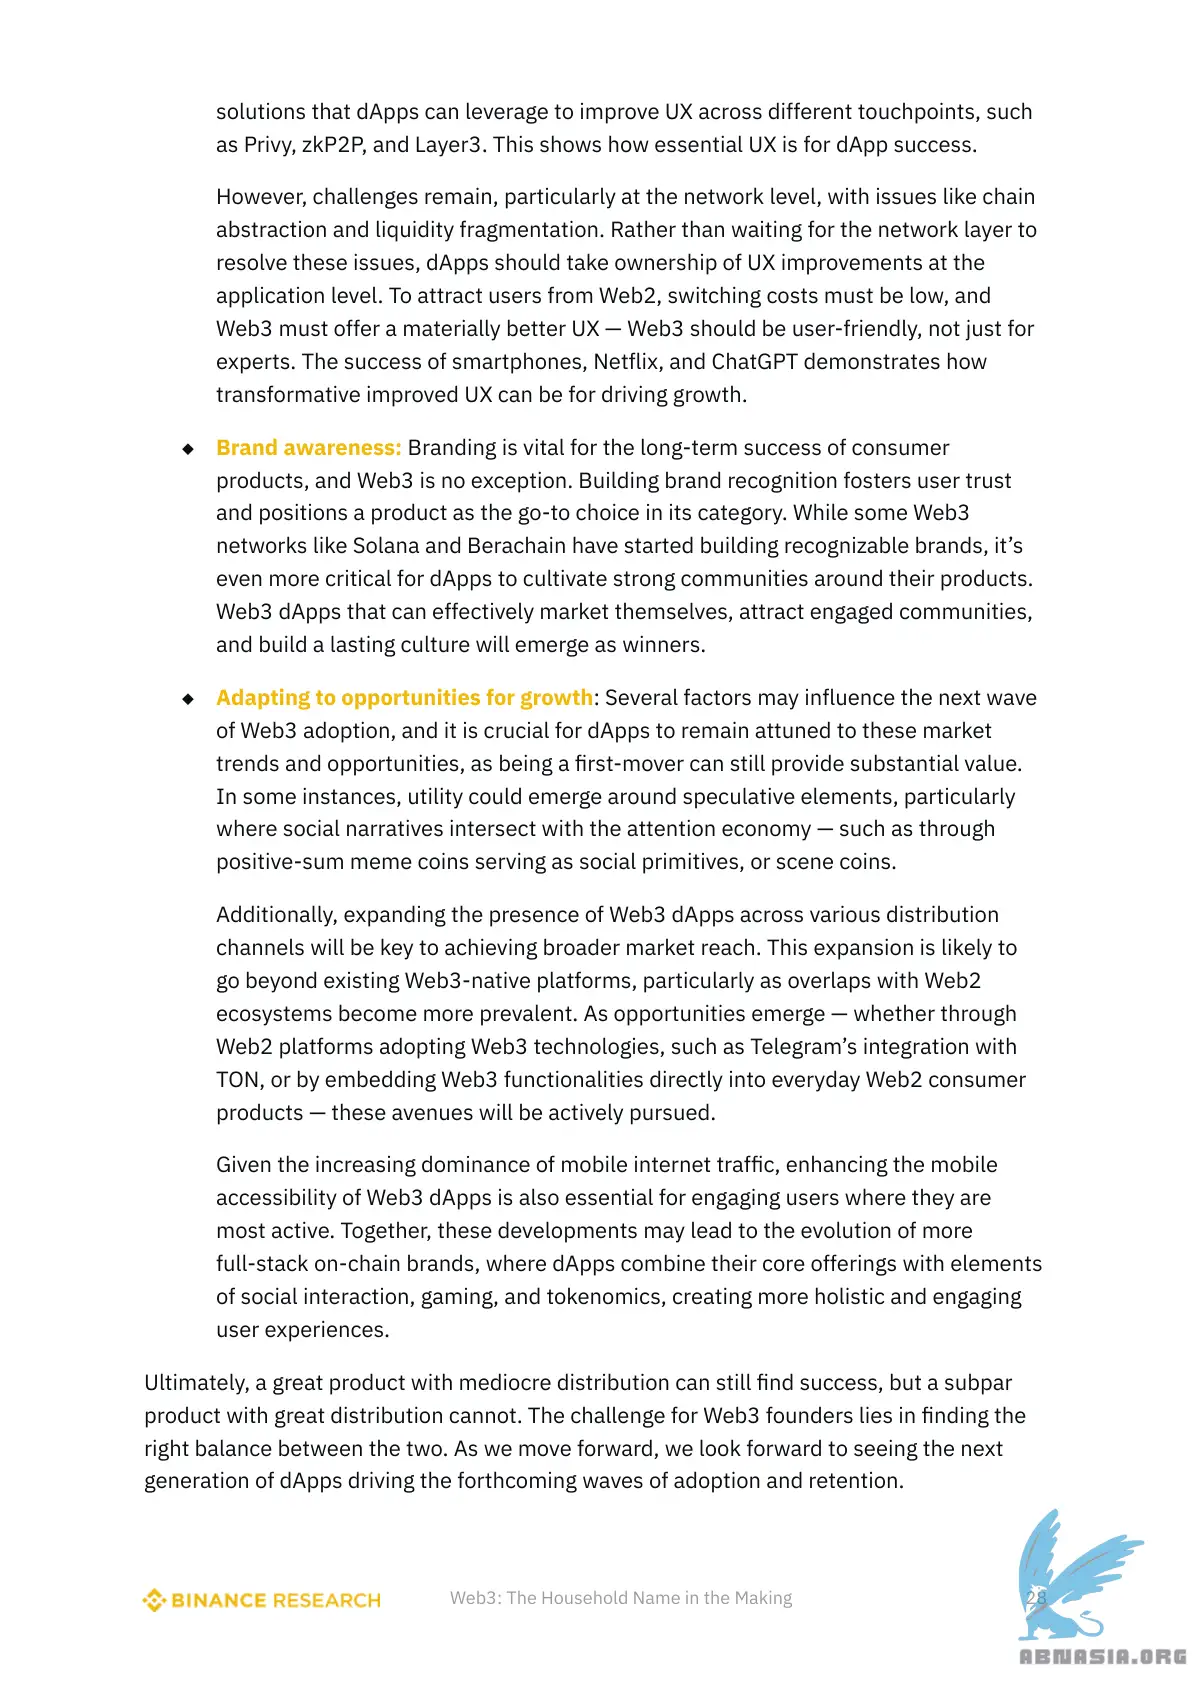 solutions that dApps can leverage to improve UX across different touchpoints, such
as Privy, zkP2P, and Layer3. This shows how essential UX is for dApp success.
However, challenges remain, particularly at the network level, with issues like chain
abstraction and liquidity fragmentation. Rather than waiting for the network layer to
resolve these issues, dApps should take ownership of UX improvements at the
application level. To attract users from Web2, switching costs must be low, and
Web3 must offer a materially better UX — Web3 should be user-friendly, not just for
experts. The success of smartphones, Netflix, and ChatGPT demonstrates how
transformative improved UX can be for driving growth.
◆ Brand awareness: Branding is vital for the long-term success of consumer
products, and Web3 is no exception. Building brand recognition fosters user trust
and positions a product as the go-to choice in its category. While some Web3
networks like Solana and Berachain have started building recognizable brands, it’s
even more critical for dApps to cultivate strong communities around their products.
Web3 dApps that can effectively market themselves, attract engaged communities,
and build a lasting culture will emerge as winners.
◆ Adapting to opportunities for growth: Several factors may influence the next wave
of Web3 adoption, and it is crucial for dApps to remain attuned to these market
trends and opportunities, as being a first-mover can still provide substantial value.
In some instances, utility could emerge around speculative elements, particularly
where social narratives intersect with the attention economy — such as through
positive-sum meme coins serving as social primitives, or scene coins.
Additionally, expanding the presence of Web3 dApps across various distribution
channels will be key to achieving broader market reach. This expansion is likely to
go beyond existing Web3-native platforms, particularly as overlaps with Web2
ecosystems become more prevalent. As opportunities emerge — whether through
Web2 platforms adopting Web3 technologies, such as Telegram’s integration with
TON, or by embedding Web3 functionalities directly into everyday Web2 consumer
products — these avenues will be actively pursued.
Given the increasing dominance of mobile internet traffic, enhancing the mobile
accessibility of Web3 dApps is also essential for engaging users where they are
most active. Together, these developments may lead to the evolution of more
full-stack on-chain brands, where dApps combine their core offerings with elements
of social interaction, gaming, and tokenomics, creating more holistic and engaging
user experiences.
Ultimately, a great product with mediocre distribution can still find success, but a subpar
product with great distribution cannot. The challenge for Web3 founders lies in finding the
right balance between the two. As we move forward, we look forward to seeing the next
generation of dApps driving the forthcoming waves of adoption and retention.
BINANCE RESEARCH
Web3: The Household Name in the Making
28
ABNASIA.ORG